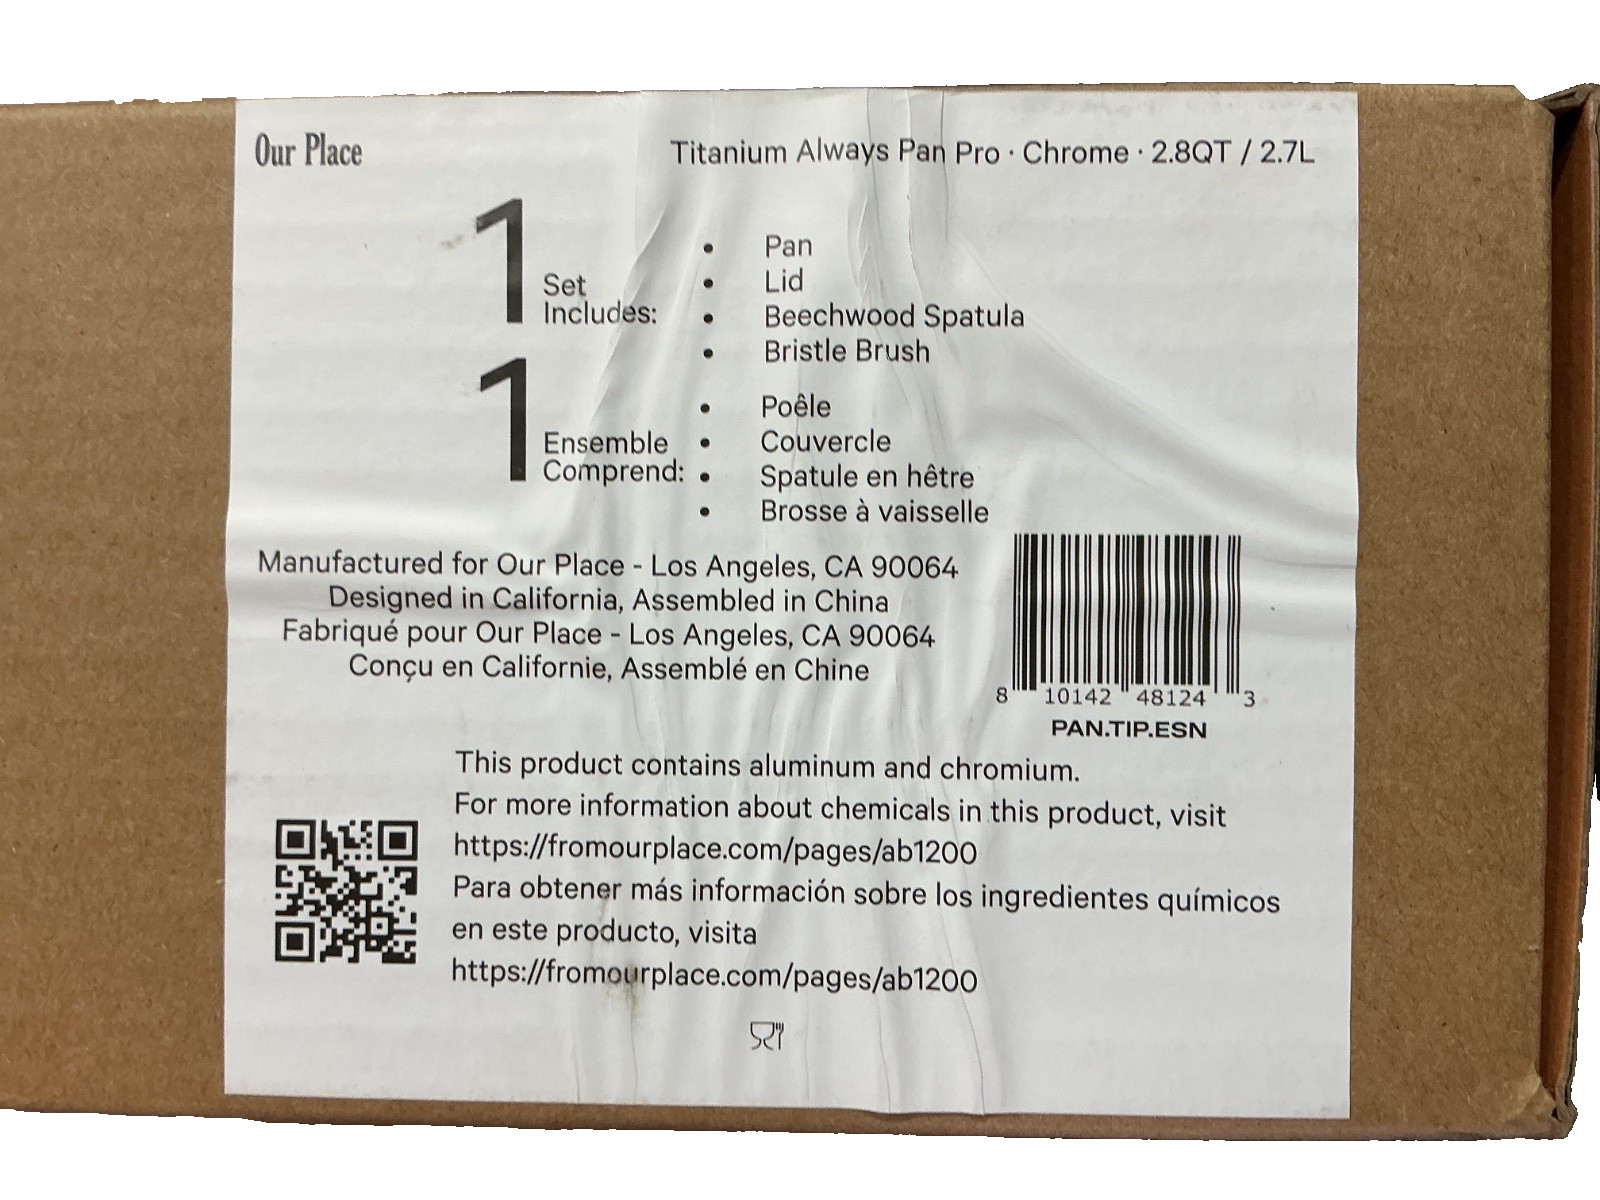 Our Place
Titanium Always Pan Pro · Chrome · 2.8QT / 2.7L
1 Set
Includes:
• Pan
• Lid
• Beechwood Spatula
• Bristle Brush
1 Ensemble
Comprend:
• Poêle
• Couvercle
• Spatule en hêtre
• Brosse à vaisselle
Manufactured for Our Place - Los Angeles, CA 90064
Designed in California, Assembled in China
Fabriqué pour Our Place - Los Angeles, CA 90064
Conçu en Californie, Assemblé en Chine
8 10142 48124 3
PAN.TIP.ESN
This product contains aluminum and chromium.
For more information about chemicals in this product, visit
https://fromourplace.com/pages/ab1200
Para obtener más información sobre los ingredientes químicos
en este producto, visita
https://fromourplace.com/pages/ab1200